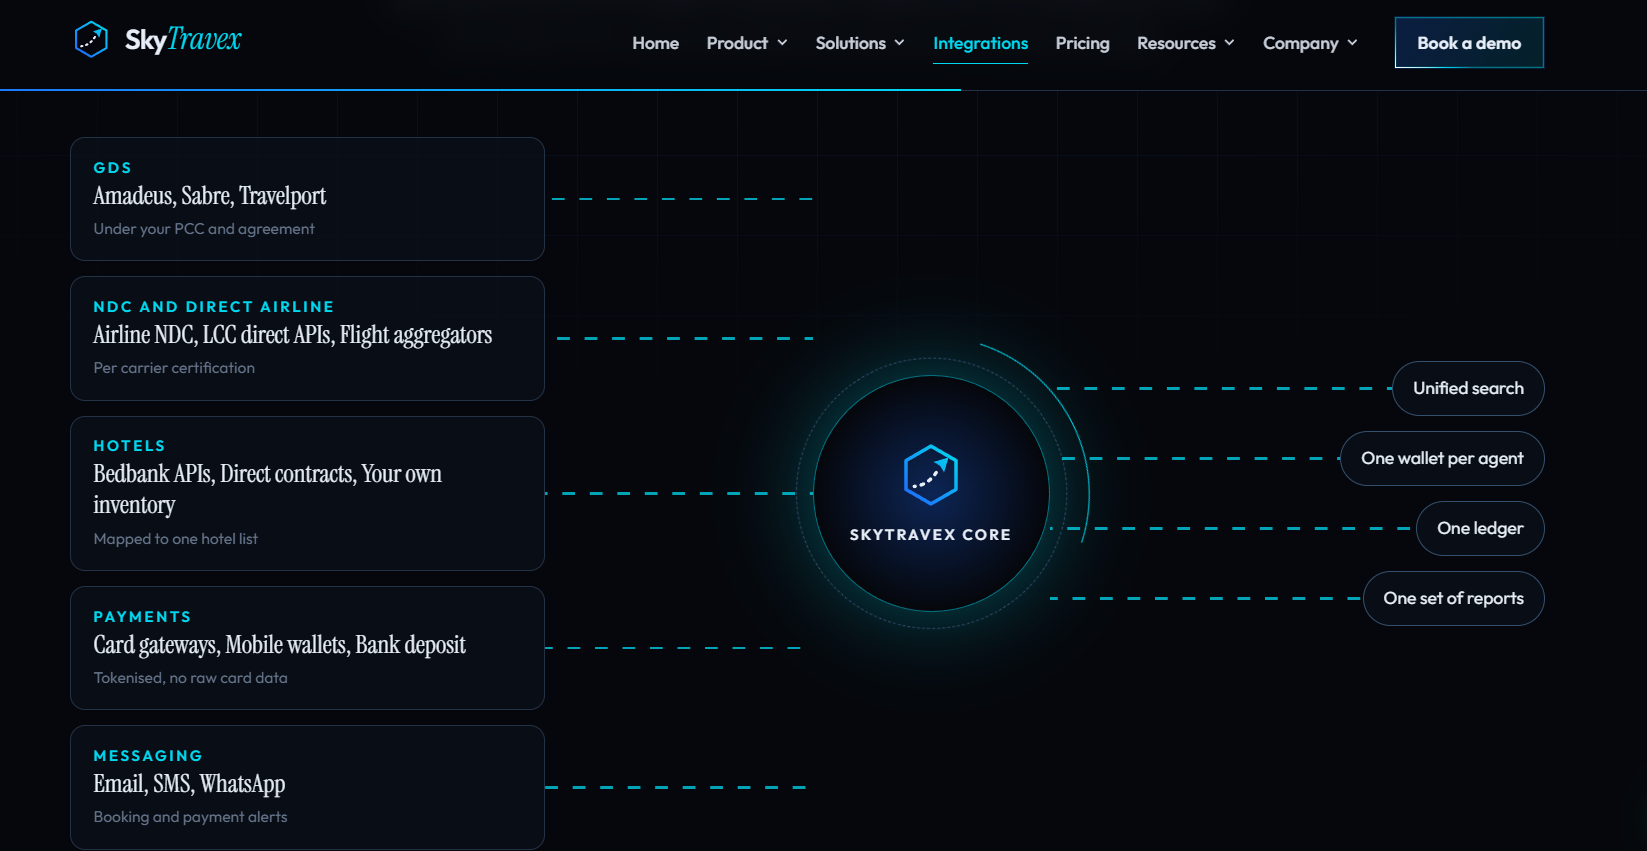 SkyTravex
Home Product Solutions Integrations Pricing Resources Company Book a demo
GDS
Amadeus, Sabre, Travelport
Under your PCC and agreement
NDC AND DIRECT AIRLINE
Airline NDC, LCC direct APIs, Flight aggregators
Per carrier certification
HOTELS
Bedbank APIs, Direct contracts, Your own
inventory
Mapped to one hotel list
PAYMENTS
Card gateways, Mobile wallets, Bank deposit
Tokenised, no raw card data
MESSAGING
Email, SMS, WhatsApp
Booking and payment alerts
SKYTRAVEX CORE
Unified search
One wallet per agent
One ledger
One set of reports